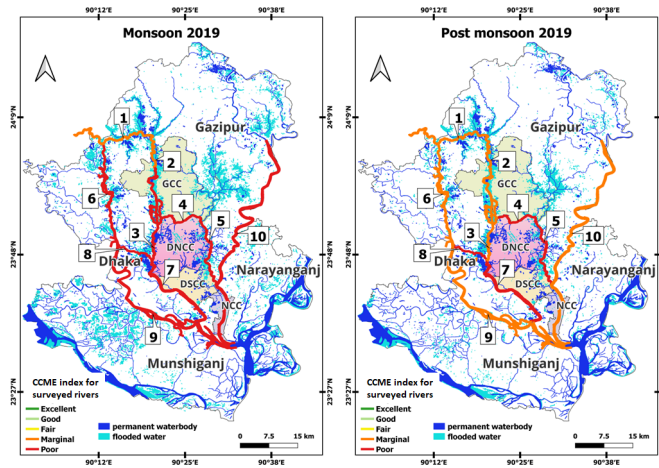 90°12'E 90°25'E 90°38'E
Monsoon 2019
24°9'N
23°48'N
23°27'N
1
Gazipur
2
GCC
6
4
3
5
10
8
DNCC
Dhaka
7
Narayanganj
DSCC
NCC
9
Munshiganj
CCME index for
surveyed rivers
Excellent
Good
Fair
Marginal
Poor
permanent waterbody
flooded water
0 7.5 15 km
90°12'E 90°25'E 90°38'E
90°12'E 90°25'E 90°38'E
Post monsoon 2019
24°9'N
23°48'N
23°27'N
1
Gazipur
2
GCC
6
4
3
5
10
8
DNCC
Dhaka
7
Narayanganj
DSCC
NCC
9
Munshiganj
CCME index for
surveyed rivers
Excellent
Good
Fair
Marginal
Poor
permanent waterbody
flooded water
0 7.5 15 km
90°12'E 90°25'E 90°38'E